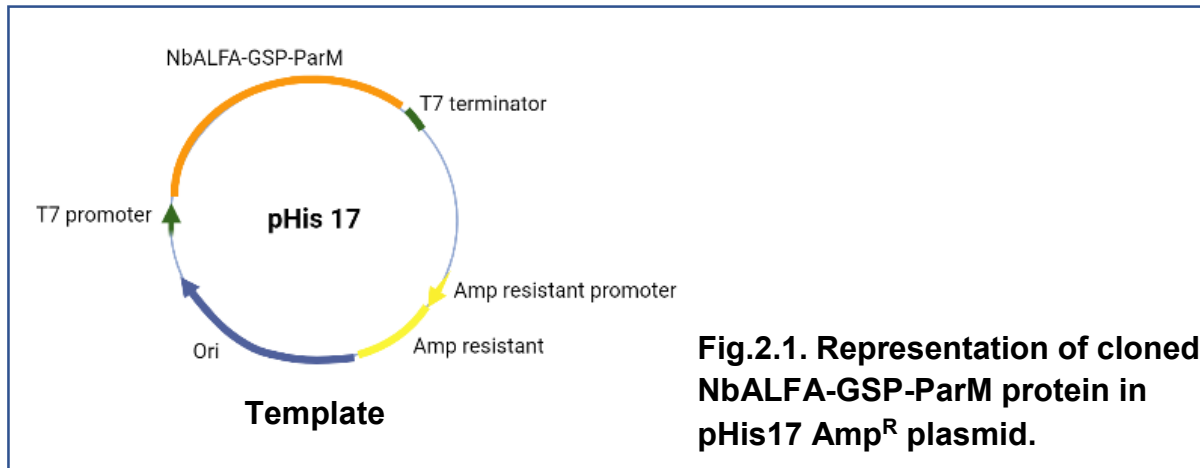 NbALFA-GSP-ParM
T7 terminator
T7 promoter
pHis 17
Amp resistant promoter
Ori
Amp resistant
Template
Fig.2.1. Representation of cloned
NbALFA-GSP-ParM protein in
pHis17 Amp^R plasmid.